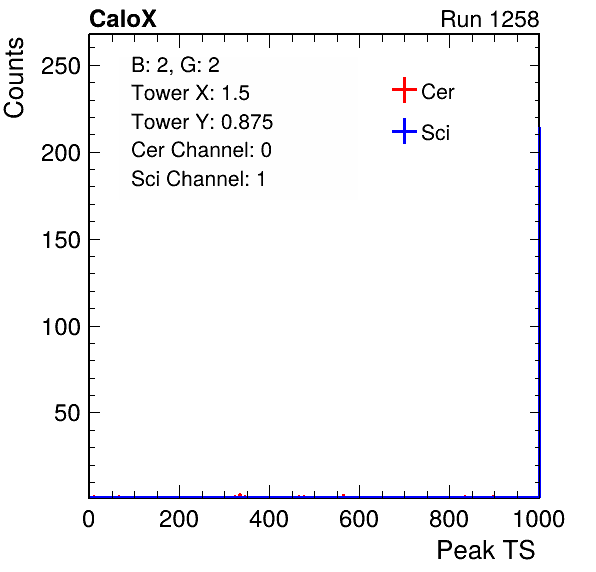 CaloX Run 1258
Counts
B: 2, G: 2
Tower X: 1.5
Tower Y: 0.875
Cer Channel: 0
Sci Channel: 1
Cer
Sci
250
200
150
100
50
0 200 400 600 800 1000
Peak TS